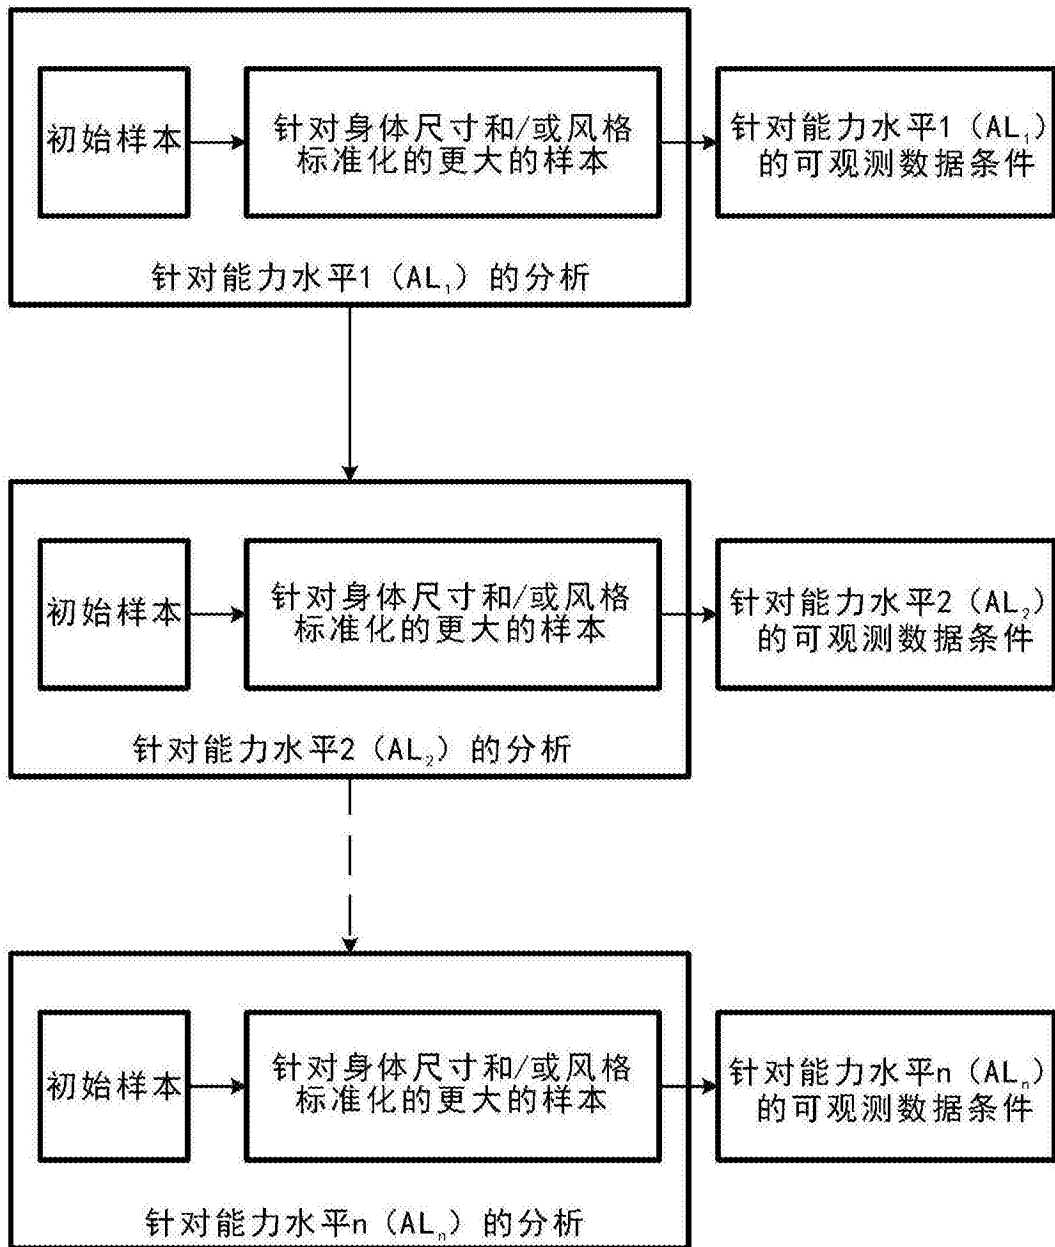 初始样本
针对身体尺寸和/或风格
标准化的更大的样本
针对能力水平1（AL₁）
的可观测数据条件
针对能力水平1（AL₁）的分析
初始样本
针对身体尺寸和/或风格
标准化的更大的样本
针对能力水平2（AL₂）
的可观测数据条件
针对能力水平2（AL₂）的分析
初始样本
针对身体尺寸和/或风格
标准化的更大的样本
针对能力水平n（ALₙ）
的可观测数据条件
针对能力水平n（ALₙ）的分析